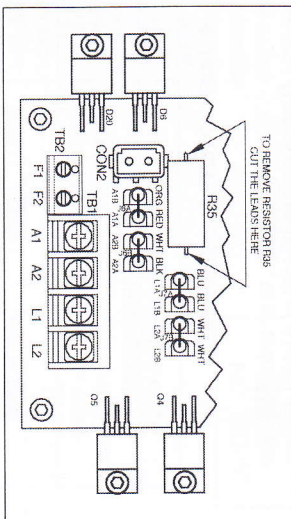 TO REMOVE RESISTOR R35
CUT THE LEADS HERE
D20
D6
TB2
F1
F2
CON2
R35
TB1
A1
A2
L1
L2
A1B
A1A
A2B
A2A
ORG
RED
WHT
BLK
L1A
L1B
L2A
L2B
BLU
BLU
WHT
WHT
Q5
Q4